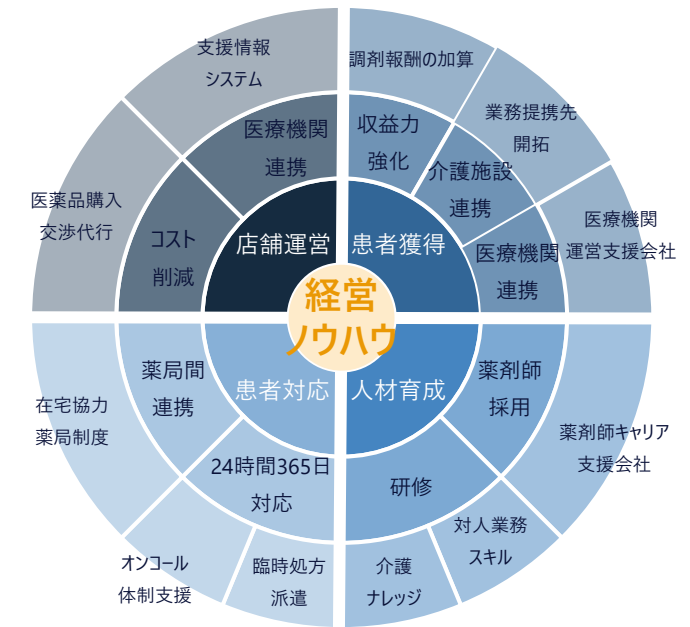 支援情報
システム
医療機関
連携
医薬品購入
交渉代行
コスト
削減
店舗運営
調剤報酬の加算
収益力
強化
業務提携先
開拓
介護施設
連携
医療機関
運営支援会社
医療機関
連携
患者獲得
経営
ノウハウ
患者対応
薬局間
連携
在宅協力
薬局制度
24時間365日
対応
オンコール
体制支援
臨時処方
派遣
人材育成
薬剤師
採用
薬剤師キャリア
支援会社
研修
対人業務
スキル
介護
ナレッジ